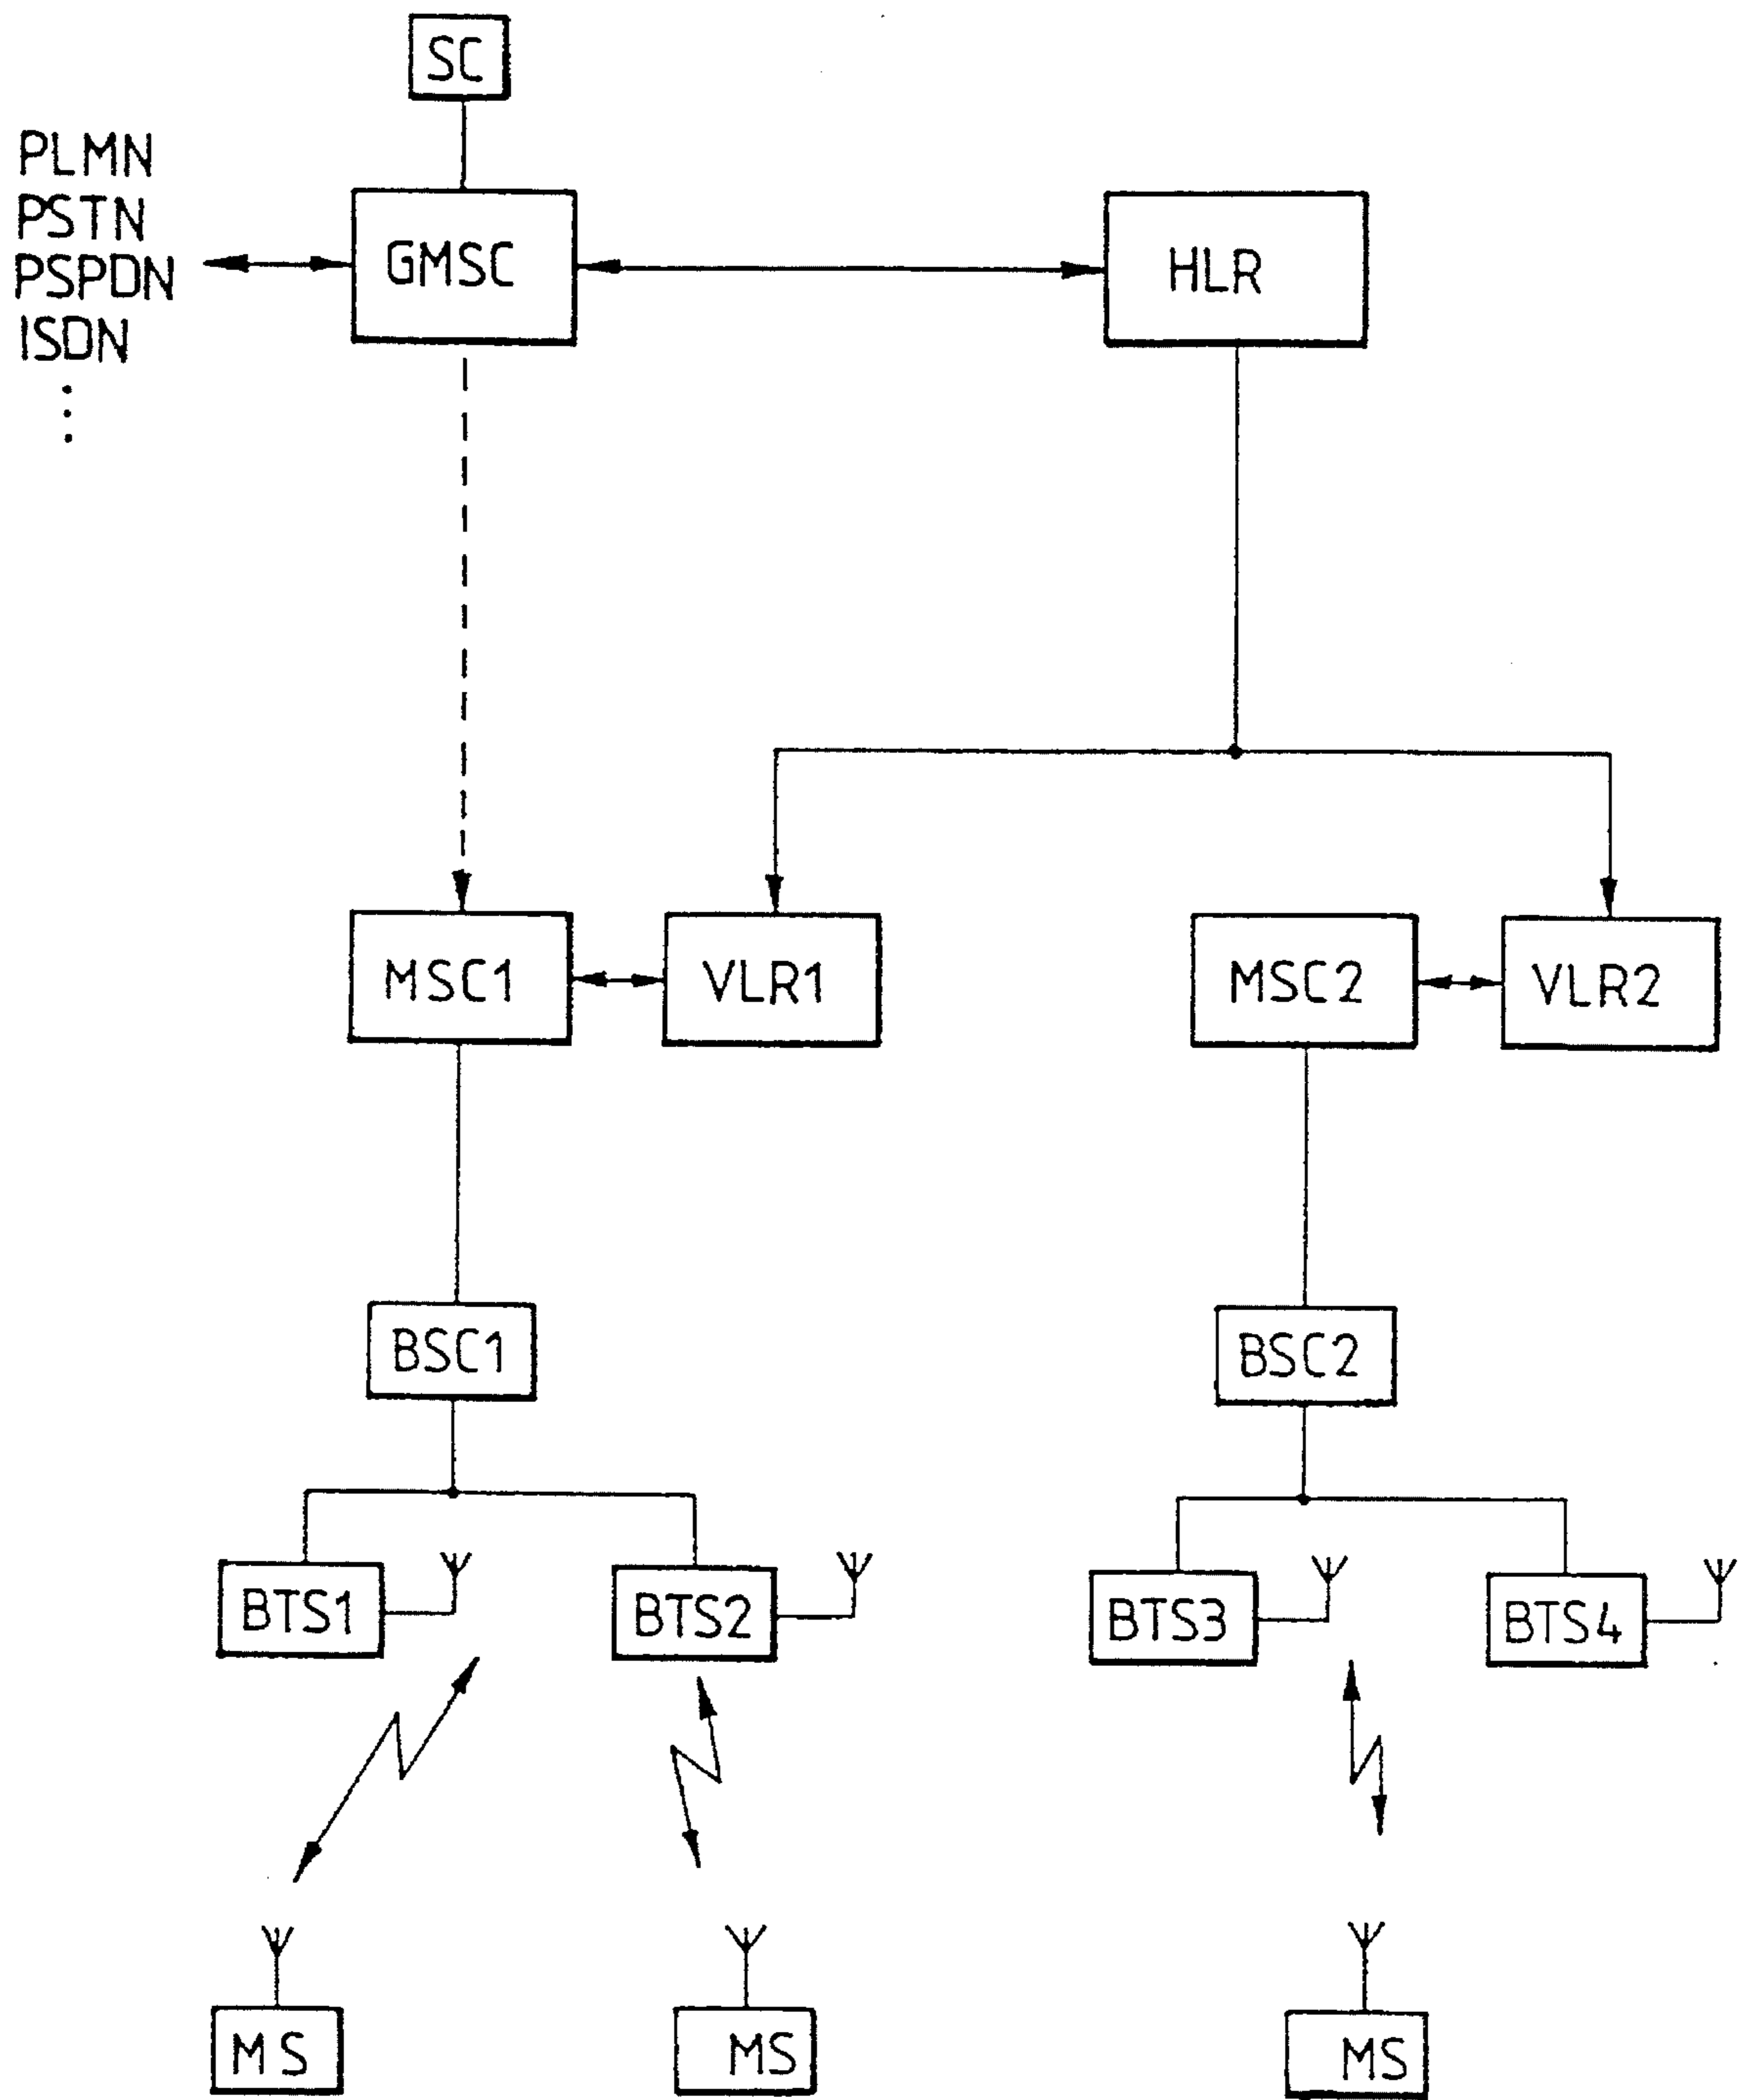 SC
PLMN
PSTN
PSPDN
ISDN
⋮
GMSC
HLR
MSC1
VLR1
MSC2
VLR2
BSC1
BSC2
BTS1
BTS2
BTS3
BTS4
MS
MS
MS